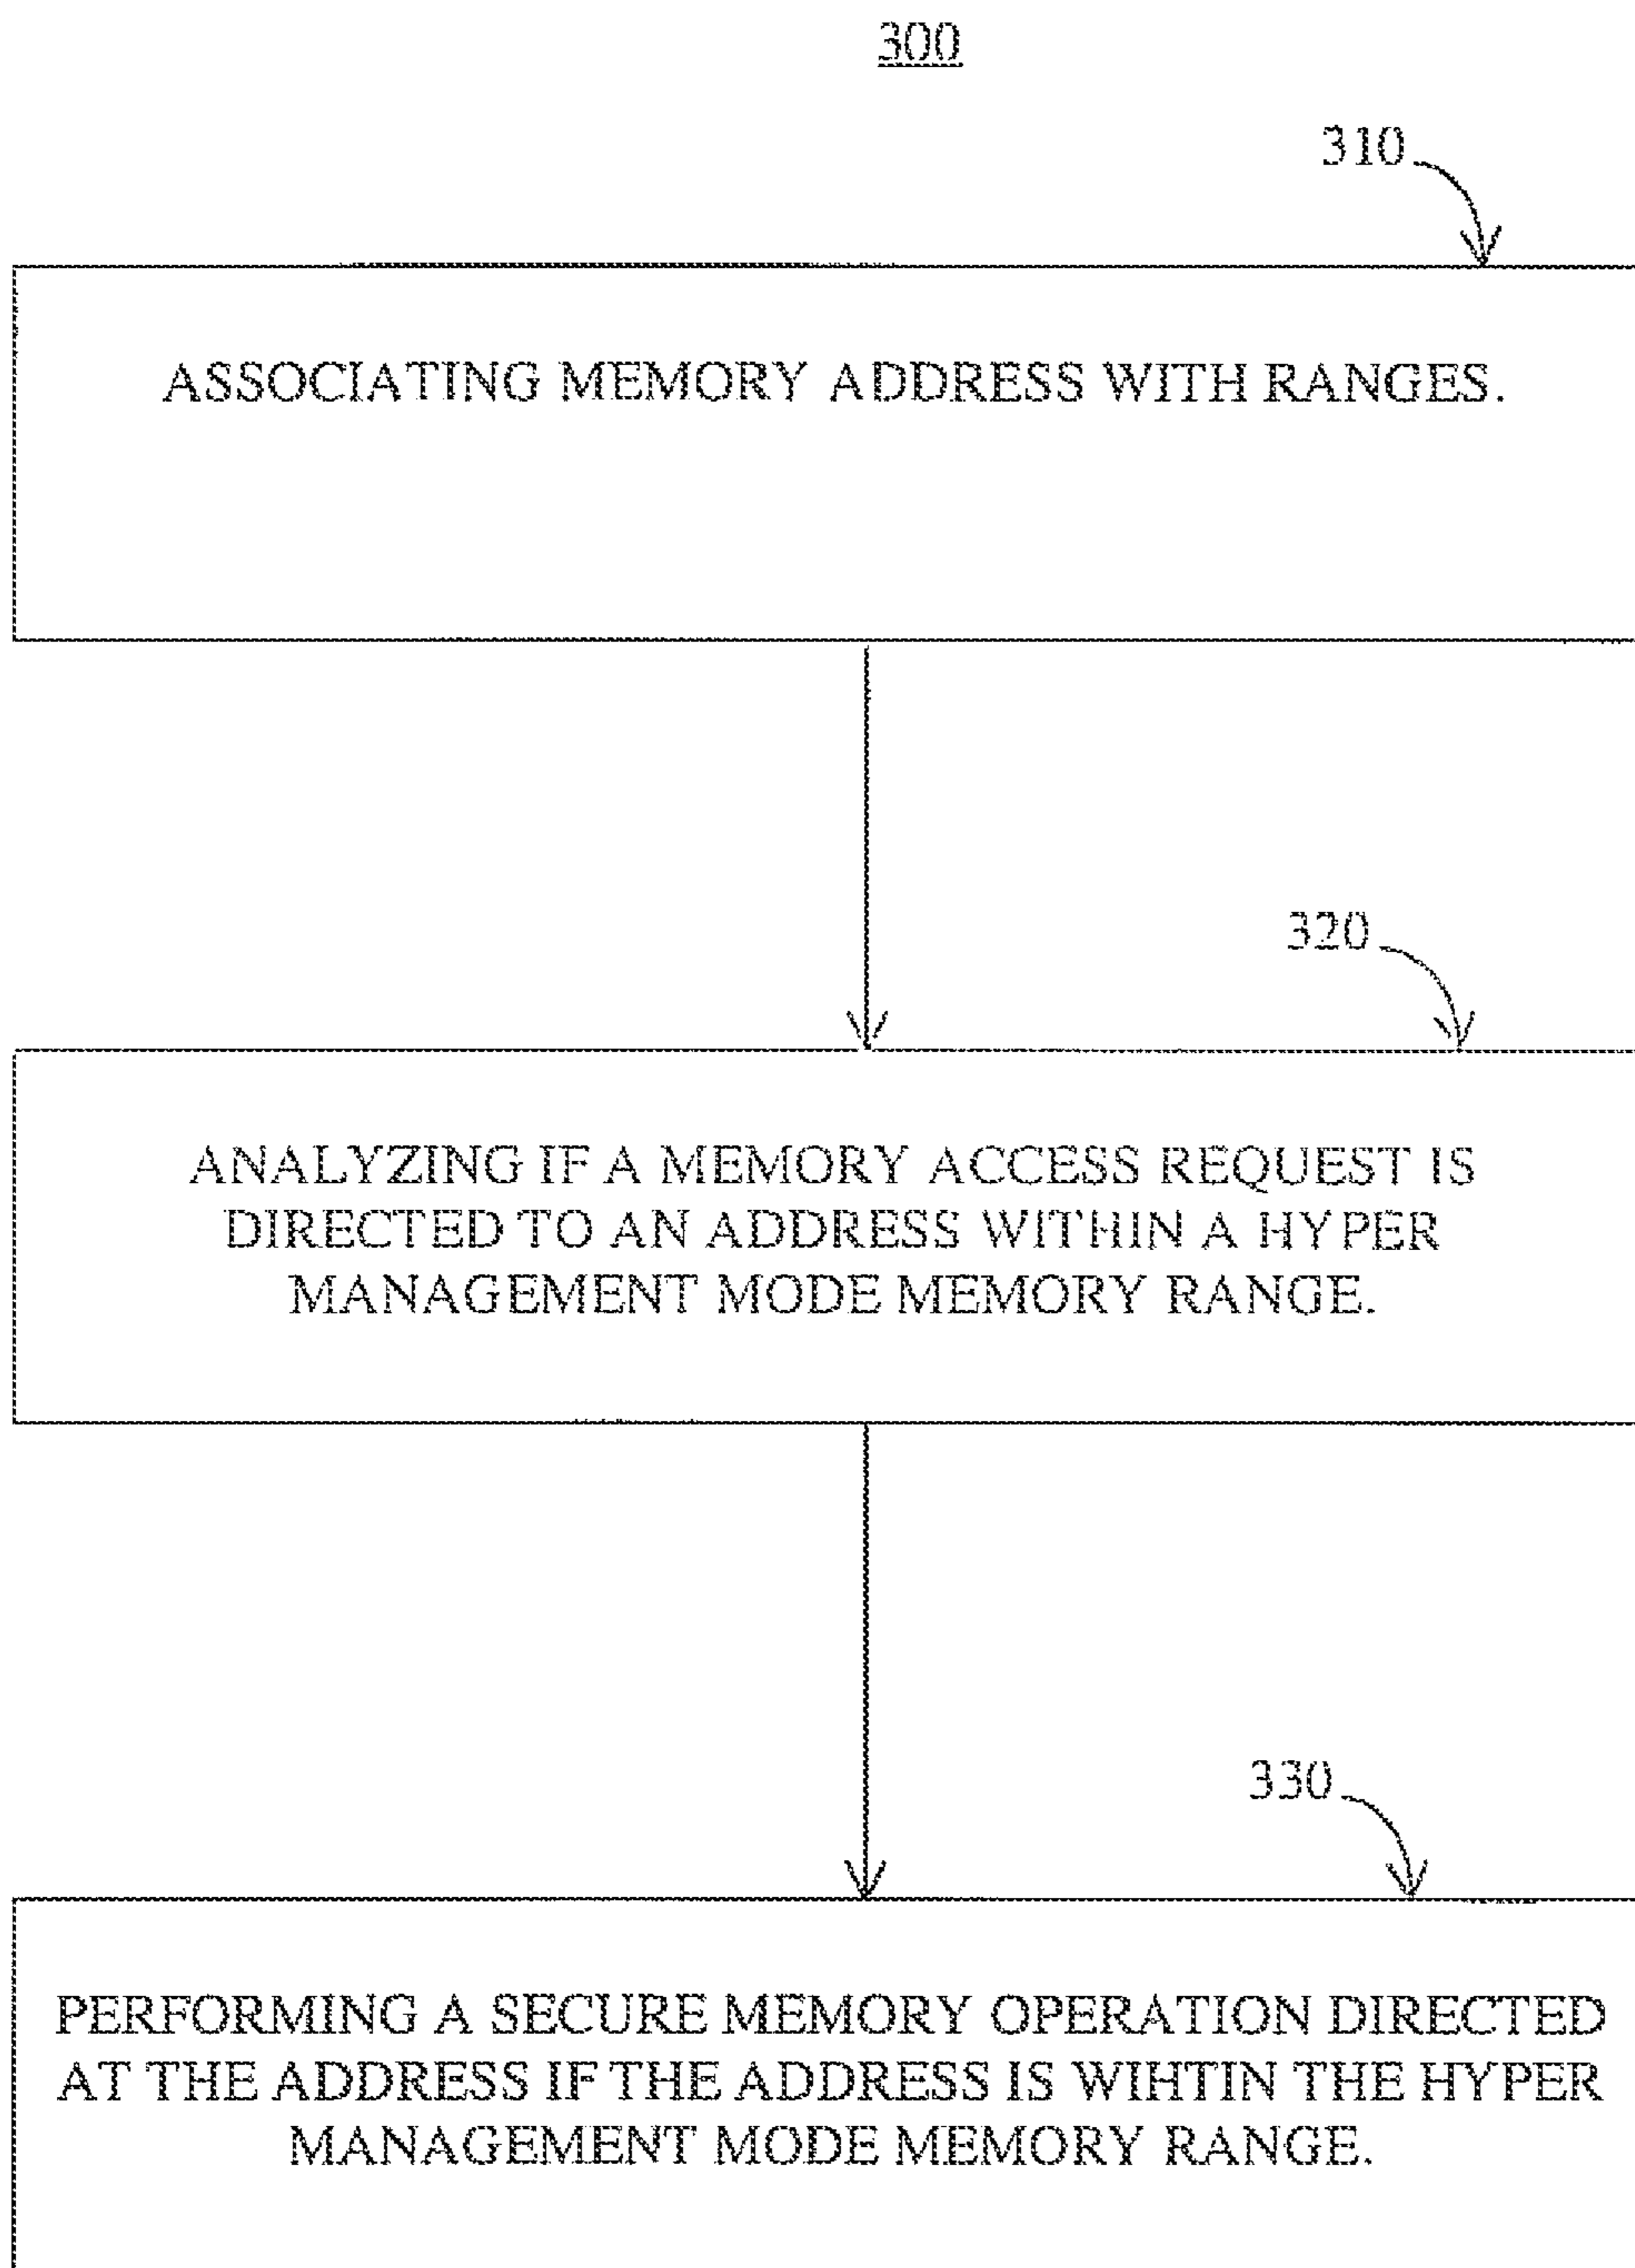 300
310
ASSOCIATING MEMORY ADDRESS WITH RANGES.
320
ANALYZING IF A MEMORY ACCESS REQUEST IS
DIRECTED TO AN ADDRESS WITHIN A HYPER
MANAGEMENT MODE MEMORY RANGE.
330
PERFORMING A SECURE MEMORY OPERATION DIRECTED
AT THE ADDRESS IF THE ADDRESS IS WIHTIN THE HYPER
MANAGEMENT MODE MEMORY RANGE.